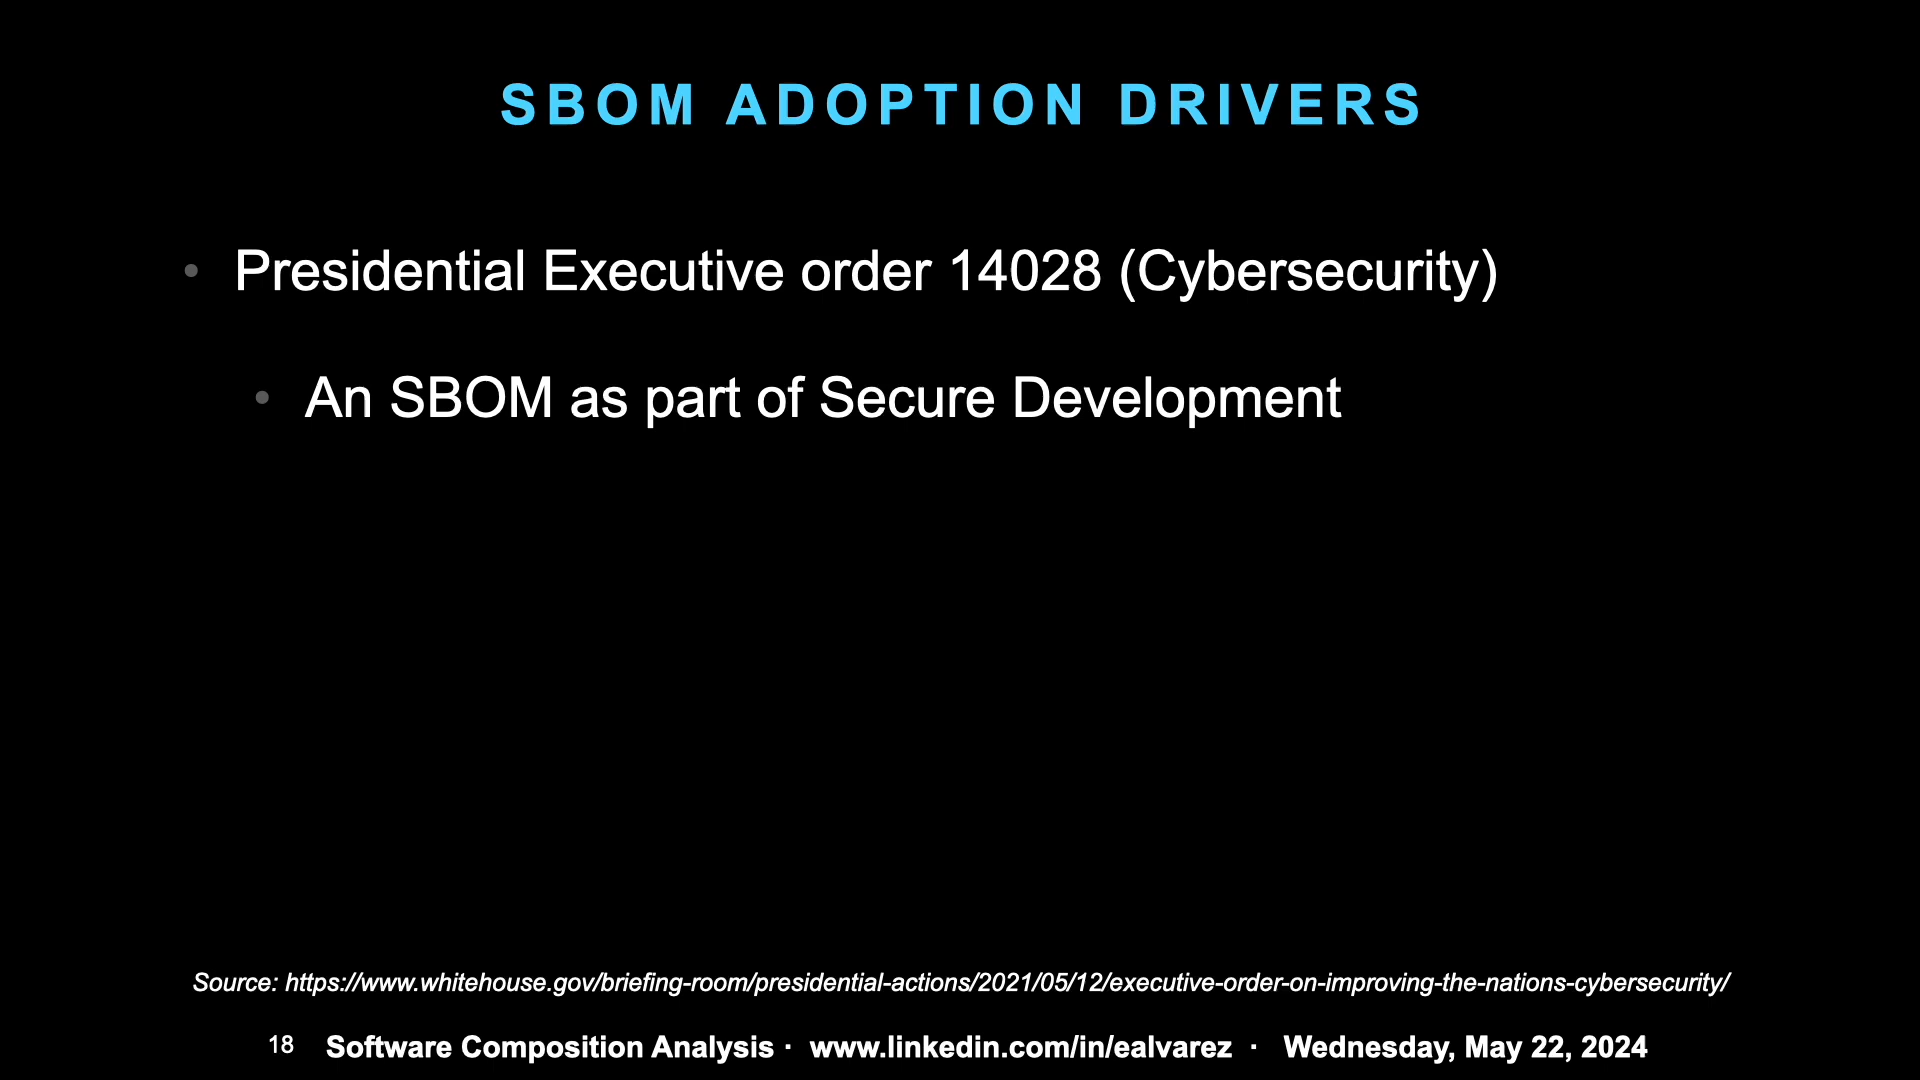 SBOM ADOPTION DRIVERS
• Presidential Executive order 14028 (Cybersecurity)
• An SBOM as part of Secure Development
Source: https://www.whitehouse.gov/briefing-room/presidential-actions/2021/05/12/executive-order-on-improving-the-nations-cybersecurity/
18 Software Composition Analysis · www.linkedin.com/in/ealvarez · Wednesday, May 22, 2024